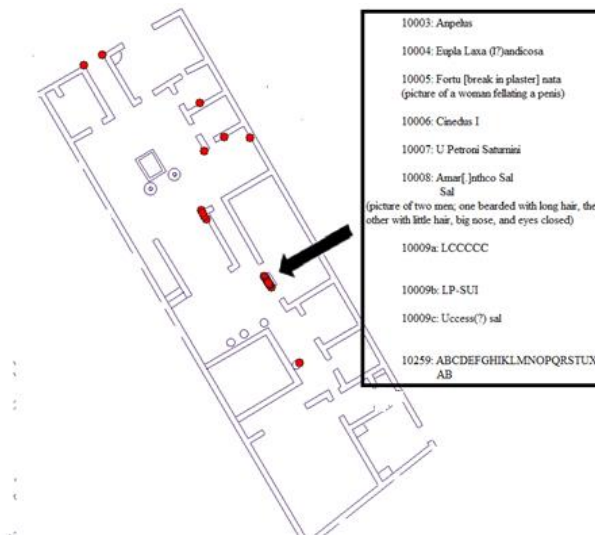 10003: Anpelus
10004: Eupla Laxa (I?)andicosa
10005: Fortu [break in plaster] nata
(picture of a woman fellating a penis)
10006: Cinedus I
10007: U Petroni Saturnini
10008: Amar[.]nthco Sal
Sal
(picture of two men; one bearded with long hair, the
other with little hair, big nose, and eyes closed)
10009a: LCCCCC
10009b: LP-SUI
10009c: Uccess(?) sal
10259: ABCDEFGHIKLMNOPQRSTUX
AB